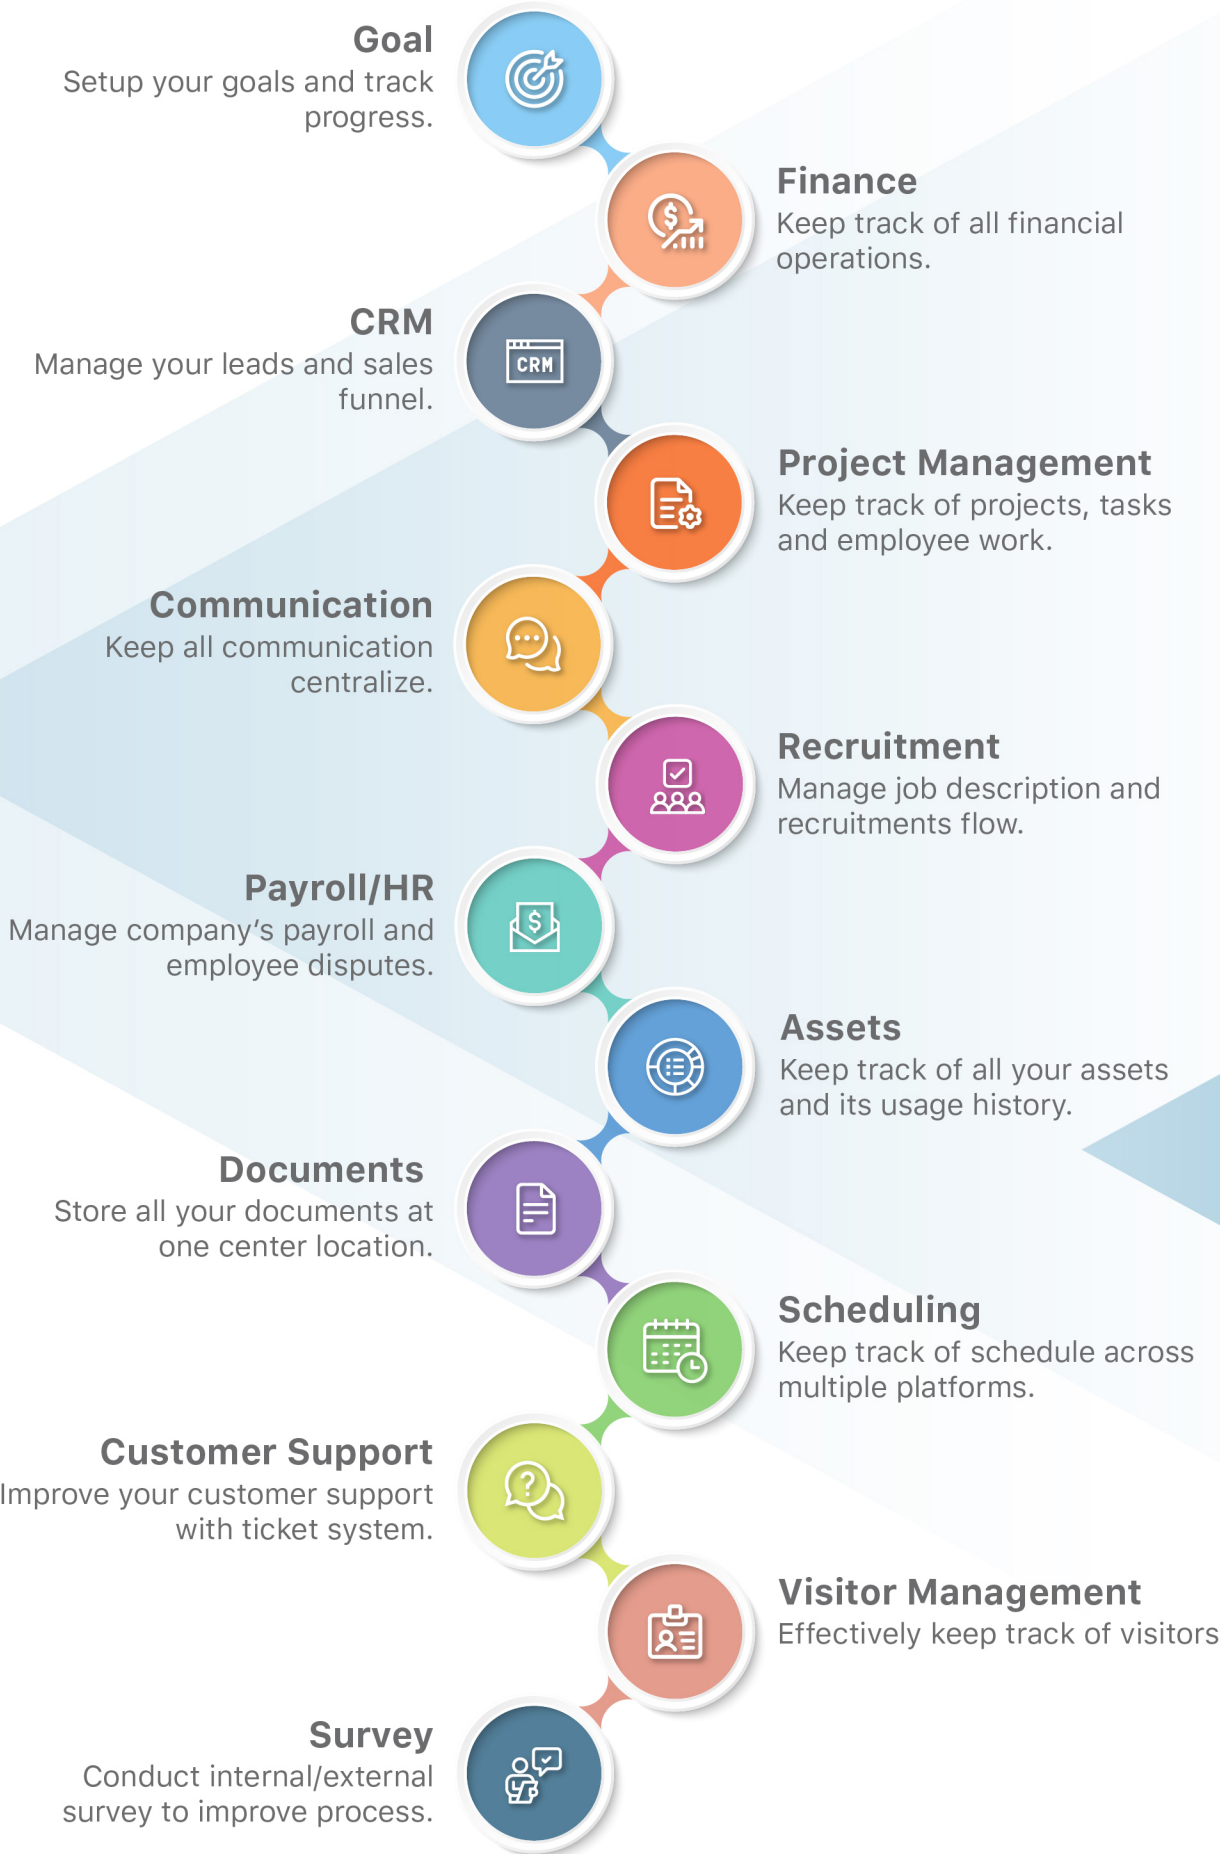 Goal
Setup your goals and track
progress.
Finance
Keep track of all financial
operations.
CRM
Manage your leads and sales
funnel.
CRM
Project Management
Keep track of projects, tasks
and employee work.
Communication
Keep all communication
centralize.
Recruitment
Manage job description and
recruitments flow.
Payroll/HR
Manage company's payroll and
employee disputes.
Assets
Keep track of all your assets
and its usage history.
Documents
Store all your documents at
one center location.
Scheduling
Keep track of schedule across
multiple platforms.
Customer Support
Improve your customer support
with ticket system.
Visitor Management
Effectively keep track of visitors
Survey
Conduct internal/external
survey to improve process.